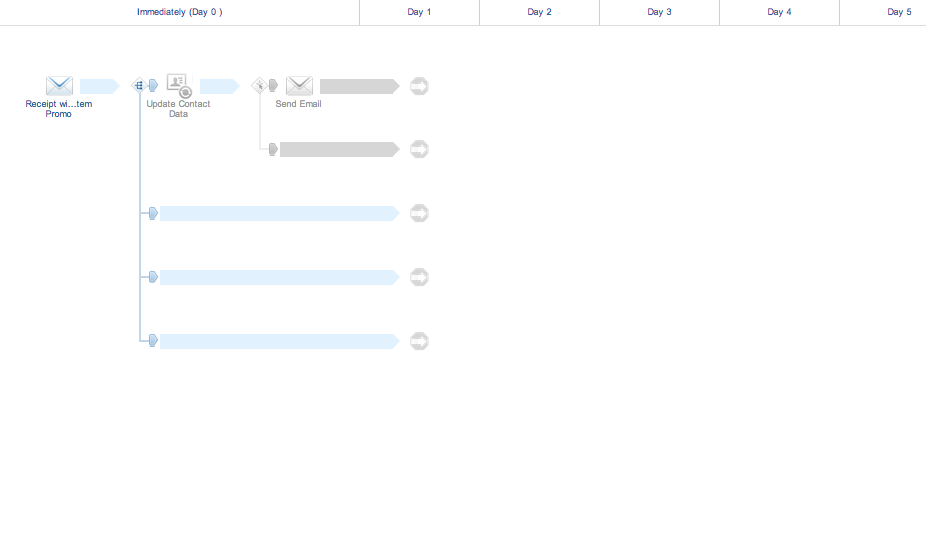 Immediately (Day 0 )
Day 1
Day 2
Day 3
Day 4
Day 5
Receipt wi...tem
Promo
Update Contact
Data
Send Email